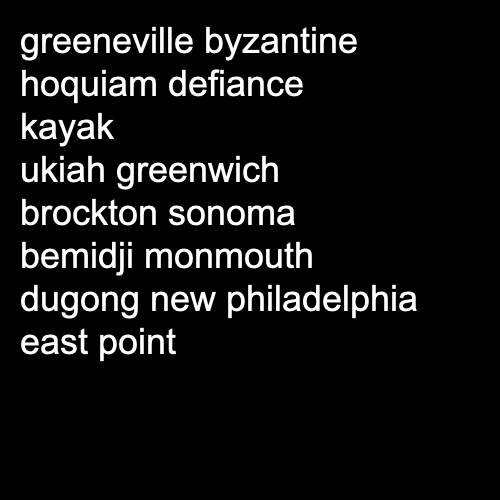 greeneville byzantine
hoquiam defiance
kayak
ukiah greenwich
brockton sonoma
bemidji monmouth
dugong new philadelphia
east point